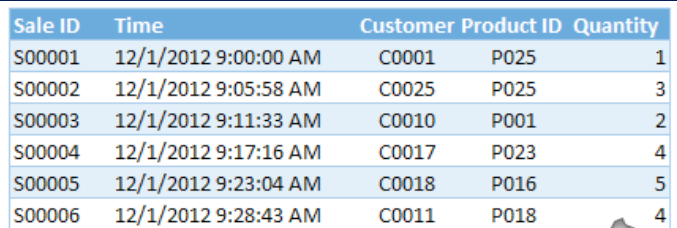 Sale ID Time Customer Product ID Quantity
S00001 12/1/2012 9:00:00 AM C0001 P025 1
S00002 12/1/2012 9:05:58 AM C0025 P025 3
S00003 12/1/2012 9:11:33 AM C0010 P001 2
S00004 12/1/2012 9:17:16 AM C0017 P023 4
S00005 12/1/2012 9:23:04 AM C0018 P016 5
S00006 12/1/2012 9:28:43 AM C0011 P018 4